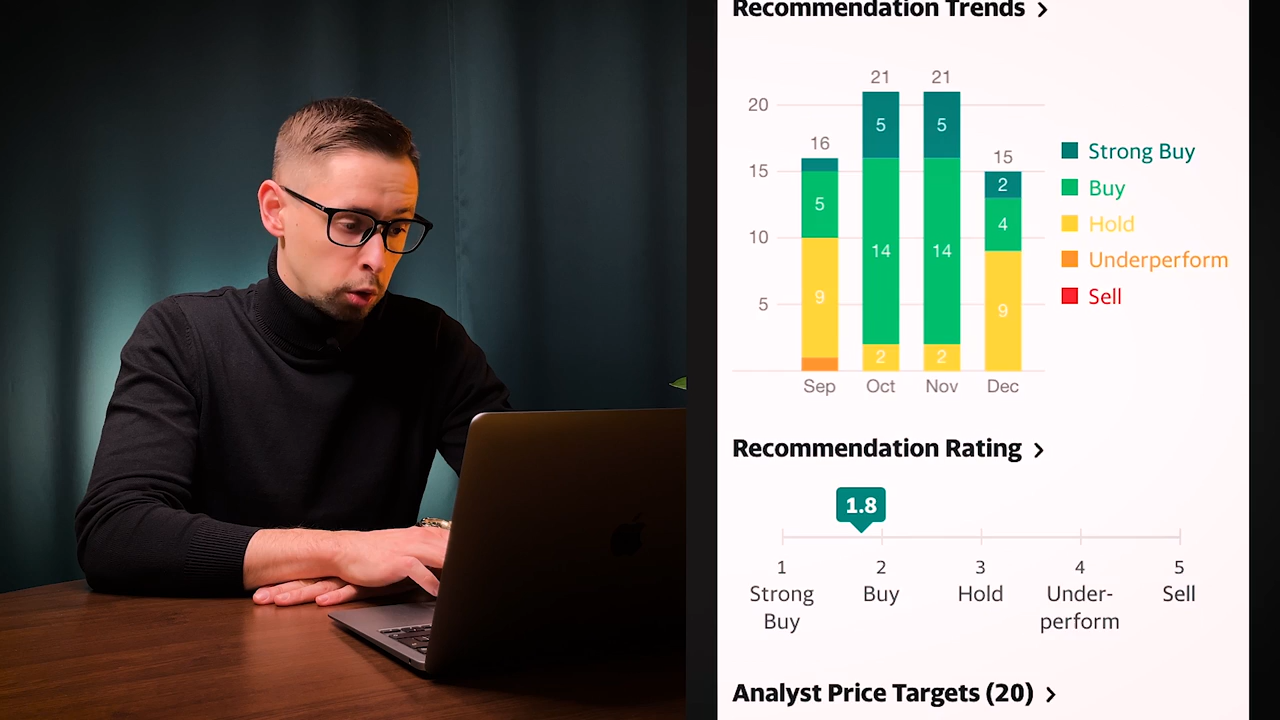 Recommendation Trends >
21
21
20
5
5
16
15
15
Strong Buy
2
5
Buy
4
10
14
14
Hold
Underperform
9
9
5
Sell
2
2
Sep
Oct
Nov
Dec
Recommendation Rating >
1.8
1
2
3
4
5
Strong
Buy
Buy
Hold
Under-
perform
Sell
Analyst Price Targets (20) >